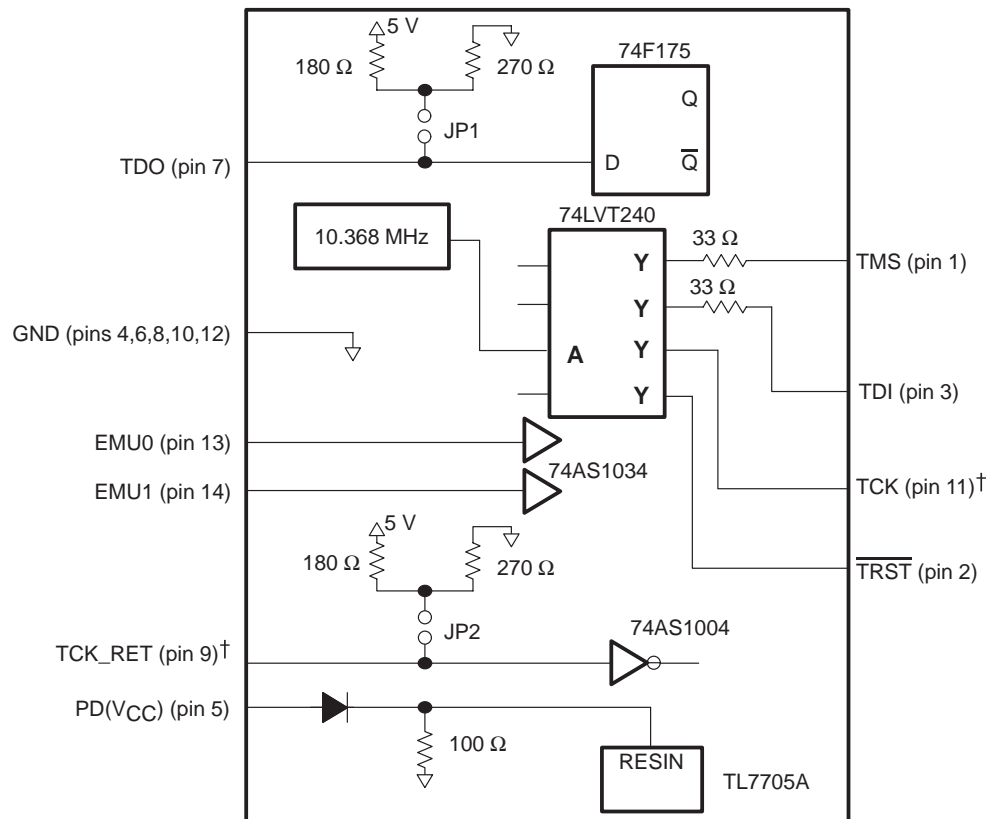 5 V
180 Ω
270 Ω
74F175
Q
JP1
TDO (pin 7)
D
Q̅
74LVT240
10.368 MHz
33 Ω
Y
TMS (pin 1)
33 Ω
Y
GND (pins 4,6,8,10,12)
A
Y
Y
TDI (pin 3)
EMU0 (pin 13)
74AS1034
EMU1 (pin 14)
TCK (pin 11)†
5 V
180 Ω
270 Ω
T̅R̅S̅T̅ (pin 2)
JP2
74AS1004
TCK_RET (pin 9)†
PD(VCC) (pin 5)
100 Ω
RESIN
TL7705A